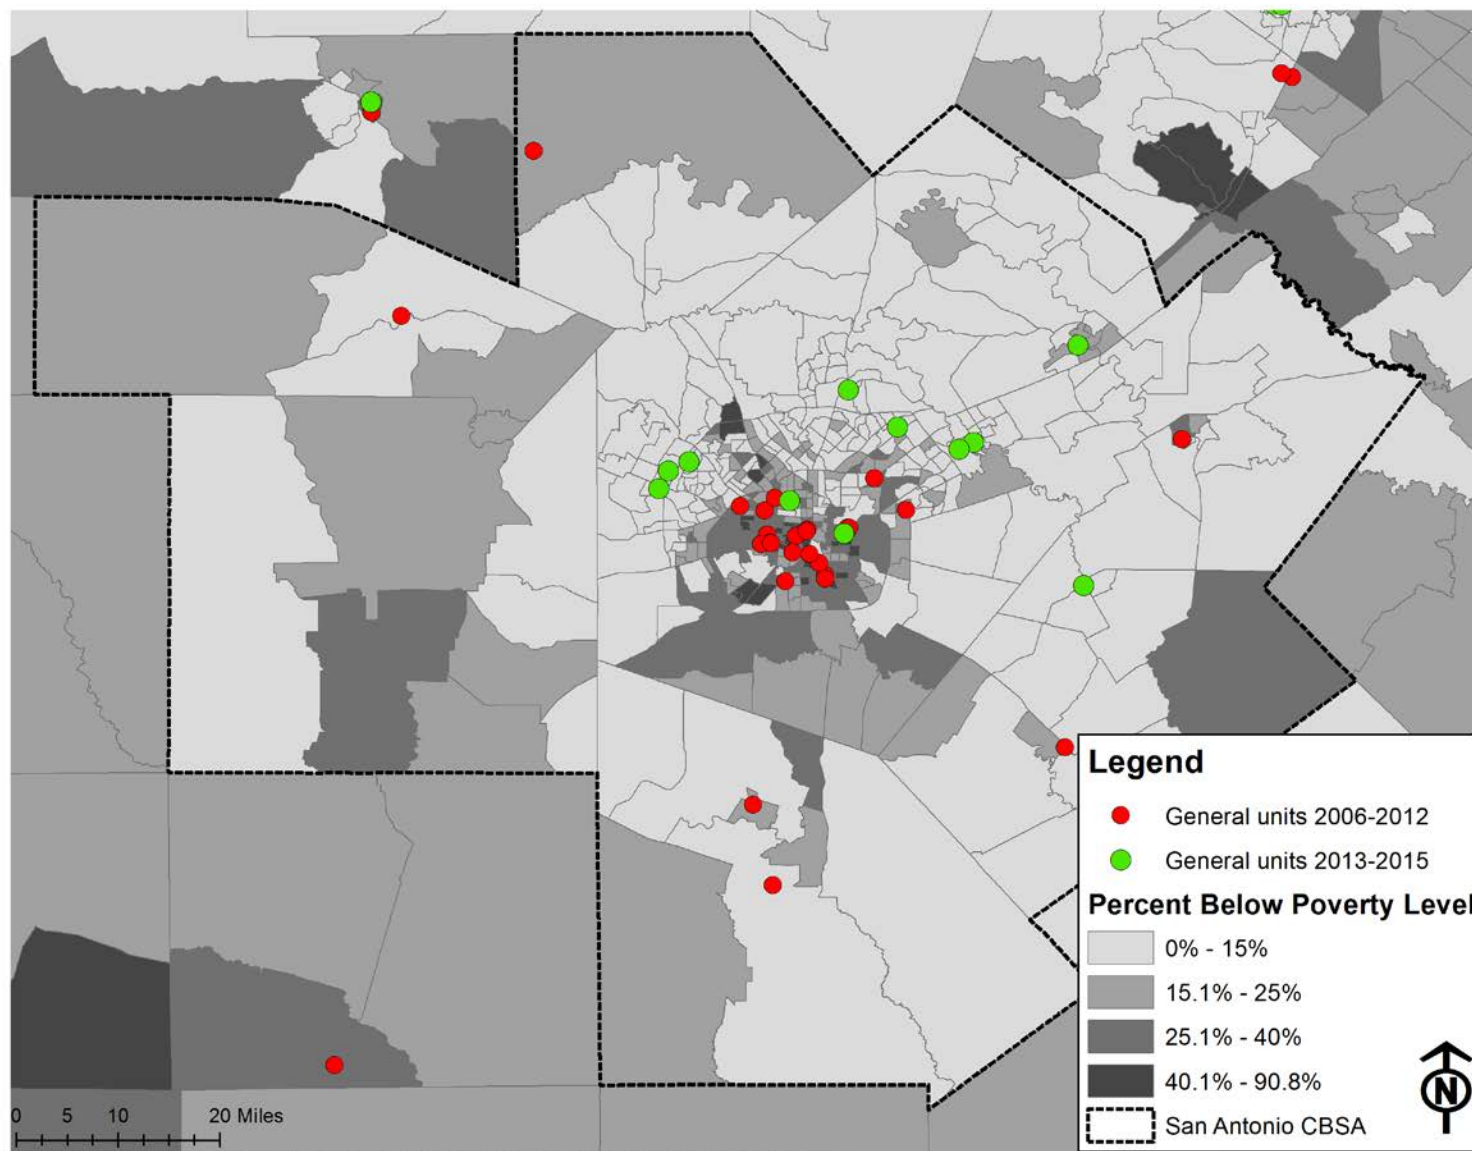 Legend
General units 2006-2012
General units 2013-2015
Percent Below Poverty Level
0% - 15%
15.1% - 25%
25.1% - 40%
40.1% - 90.8%
San Antonio CBSA
N
0 5 10 20 Miles